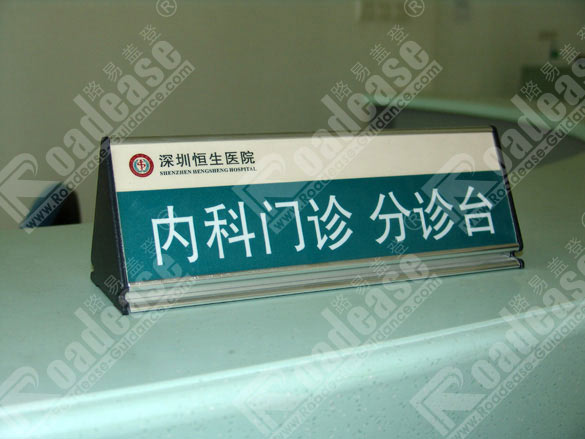 深圳恒生医院
SHENZHEN HENGSHENG HOSPITAL
内科门诊 分诊台
路易盖登
Roadease
www.Roadease-Guidance.com